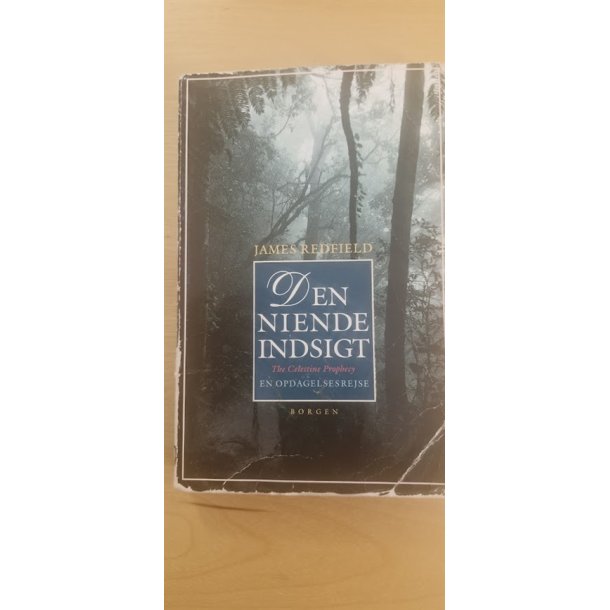 JAMES REDFIELD
DEN
NIENDE
INDSIGT
The Celestine Prophecy
EN OPDAGELSESREJSE
BORGEN